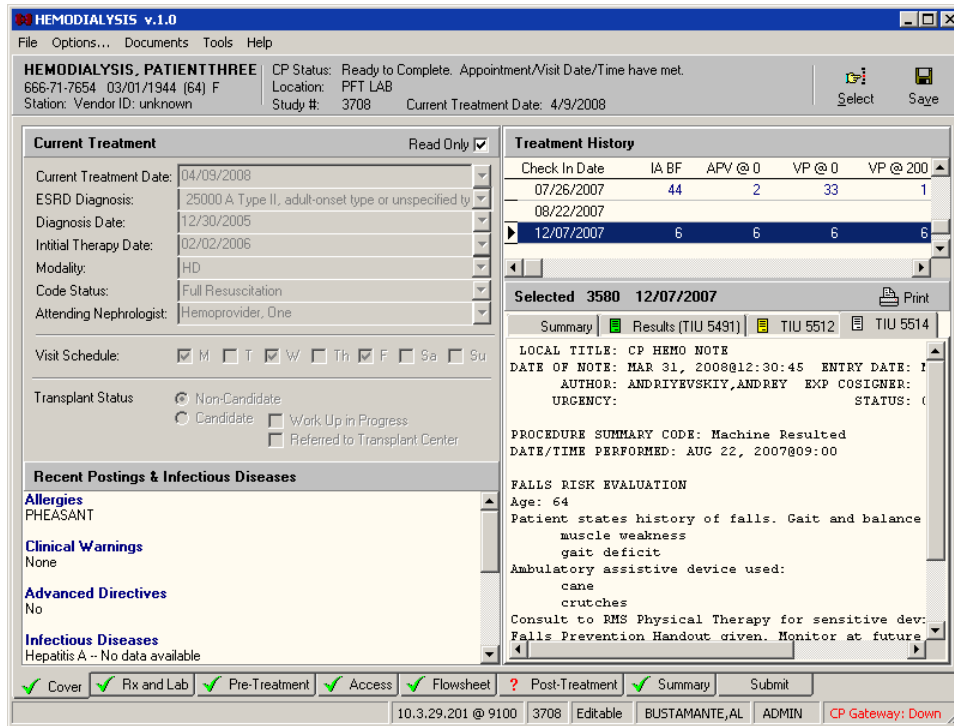 HEMODIALYSIS v.1.0
File Options... Documents Tools Help
HEMODIALYSIS, PATIENTTHREE
666-71-7654 03/01/1944 (64) F
Station: Vendor ID: unknown
CP Status: Ready to Complete. Appointment/Visit Date/Time have met.
Location: PFT LAB
Study #: 3708 Current Treatment Date: 4/9/2008
Select Save
Current Treatment Read Only
Current Treatment Date: 04/09/2008
ESRD Diagnosis: 25000 A Type II, adult-onset type or unspecified ty
Diagnosis Date: 12/30/2005
Intitial Therapy Date: 02/02/2006
Modality: HD
Code Status: Full Resuscitation
Attending Nephrologist: Hemoprovider, One
Visit Schedule: M T W Th F Sa Su
Transplant Status Non-Candidate
Candidate Work Up in Progress
Referred to Transplant Center
Recent Postings & Infectious Diseases
Allergies
PHEASANT
Clinical Warnings
None
Advanced Directives
No
Infectious Diseases
Hepatitis A -- No data available
Treatment History
Check In Date IA BF APV @ 0 VP @ 0 VP @ 200
07/26/2007 44 2 33 1
08/22/2007
12/07/2007 6 6 6 6
Selected 3580 12/07/2007 Print
Summary Results (TIU 5491) TIU 5512 TIU 5514
LOCAL TITLE: CP HEMO NOTE
DATE OF NOTE: MAR 31, 2008@12:30:45 ENTRY DATE:
AUTHOR: ANDRIYEVSKIY,ANDREY EXP COSIGNER:
URGENCY: STATUS:
PROCEDURE SUMMARY CODE: Machine Resulted
DATE/TIME PERFORMED: AUG 22, 2007@09:00
FALLS RISK EVALUATION
Age: 64
Patient states history of falls. Gait and balance
muscle weakness
gait deficit
Ambulatory assistive device used:
cane
crutches
Consult to RMS Physical Therapy for sensitive dev
Falls Prevention Handout given. Monitor at future
Cover Rx and Lab Pre-Treatment Access Flowsheet ? Post-Treatment Summary Submit
10.3.29.201 @ 9100 3708 Editable BUSTAMANTE,AL ADMIN CP Gateway: Down